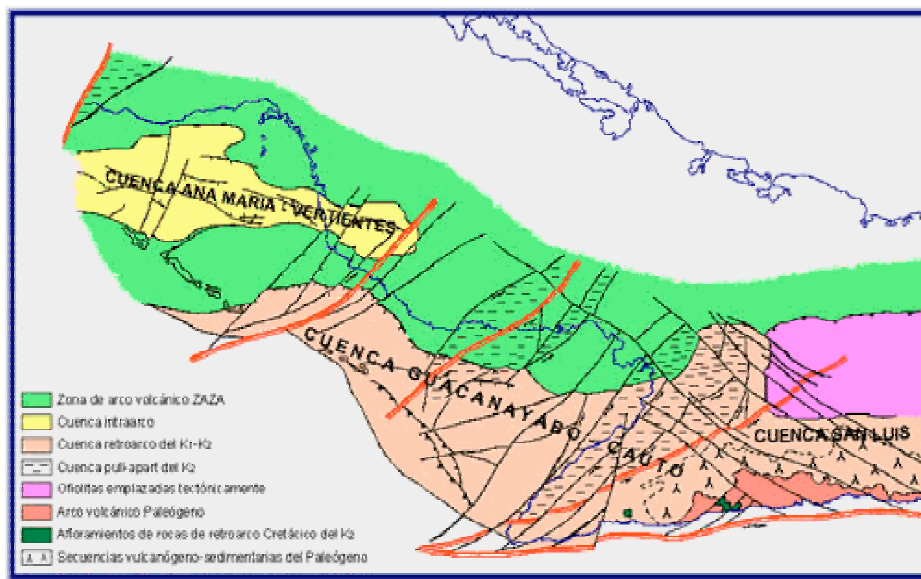 CUENCA ANA MARIA - VERTIENTES
CUENCA GUACANAYABO CAUTO
CUENCA SAN LUIS
Zona de arco volcánico ZAZA
Cuenca intraarco
Cuenca retroarco del K1-K2
Cuenca pull-apart del K2
Ofiolitas emplazadas tectónicamente
Arco volcánico Paleógeno
Afloramientos de rocas de retroarco Cretácico del K2
Secuencias vulcanógeno-sedimentarias del Paleógeno